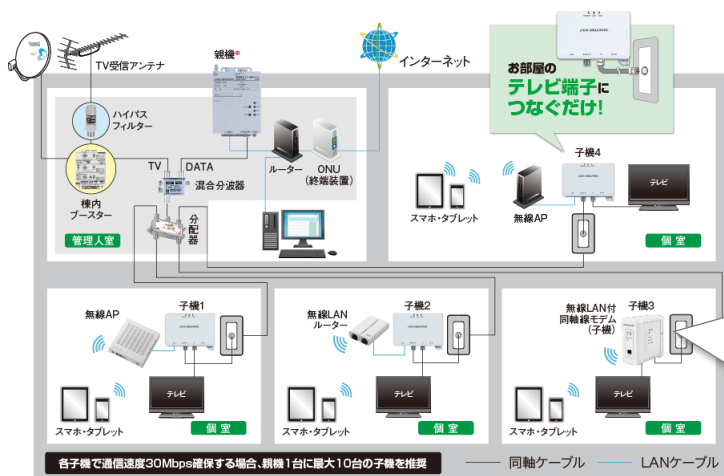 TV受信アンテナ
親機*
インターネット
お部屋の
テレビ端子に
つなぐだけ!
ハイパス
フィルター
TV
DATA
混合分波器
ルーター
ONU
(終端装置)
棟内
ブースター
分配器
管理人室
子機4
スマホ・タブレット
無線AP
テレビ
個室
無線AP
子機1
テレビ
スマホ・タブレット
個室
無線LAN
ルーター
子機2
テレビ
スマホ・タブレット
個室
無線LAN付
同軸線モデム
(子機)
子機3
テレビ
スマホ・タブレット
個室
各子機で通信速度30Mbps確保する場合、親機1台に最大10台の子機を推奨
同軸ケーブル
LANケーブル